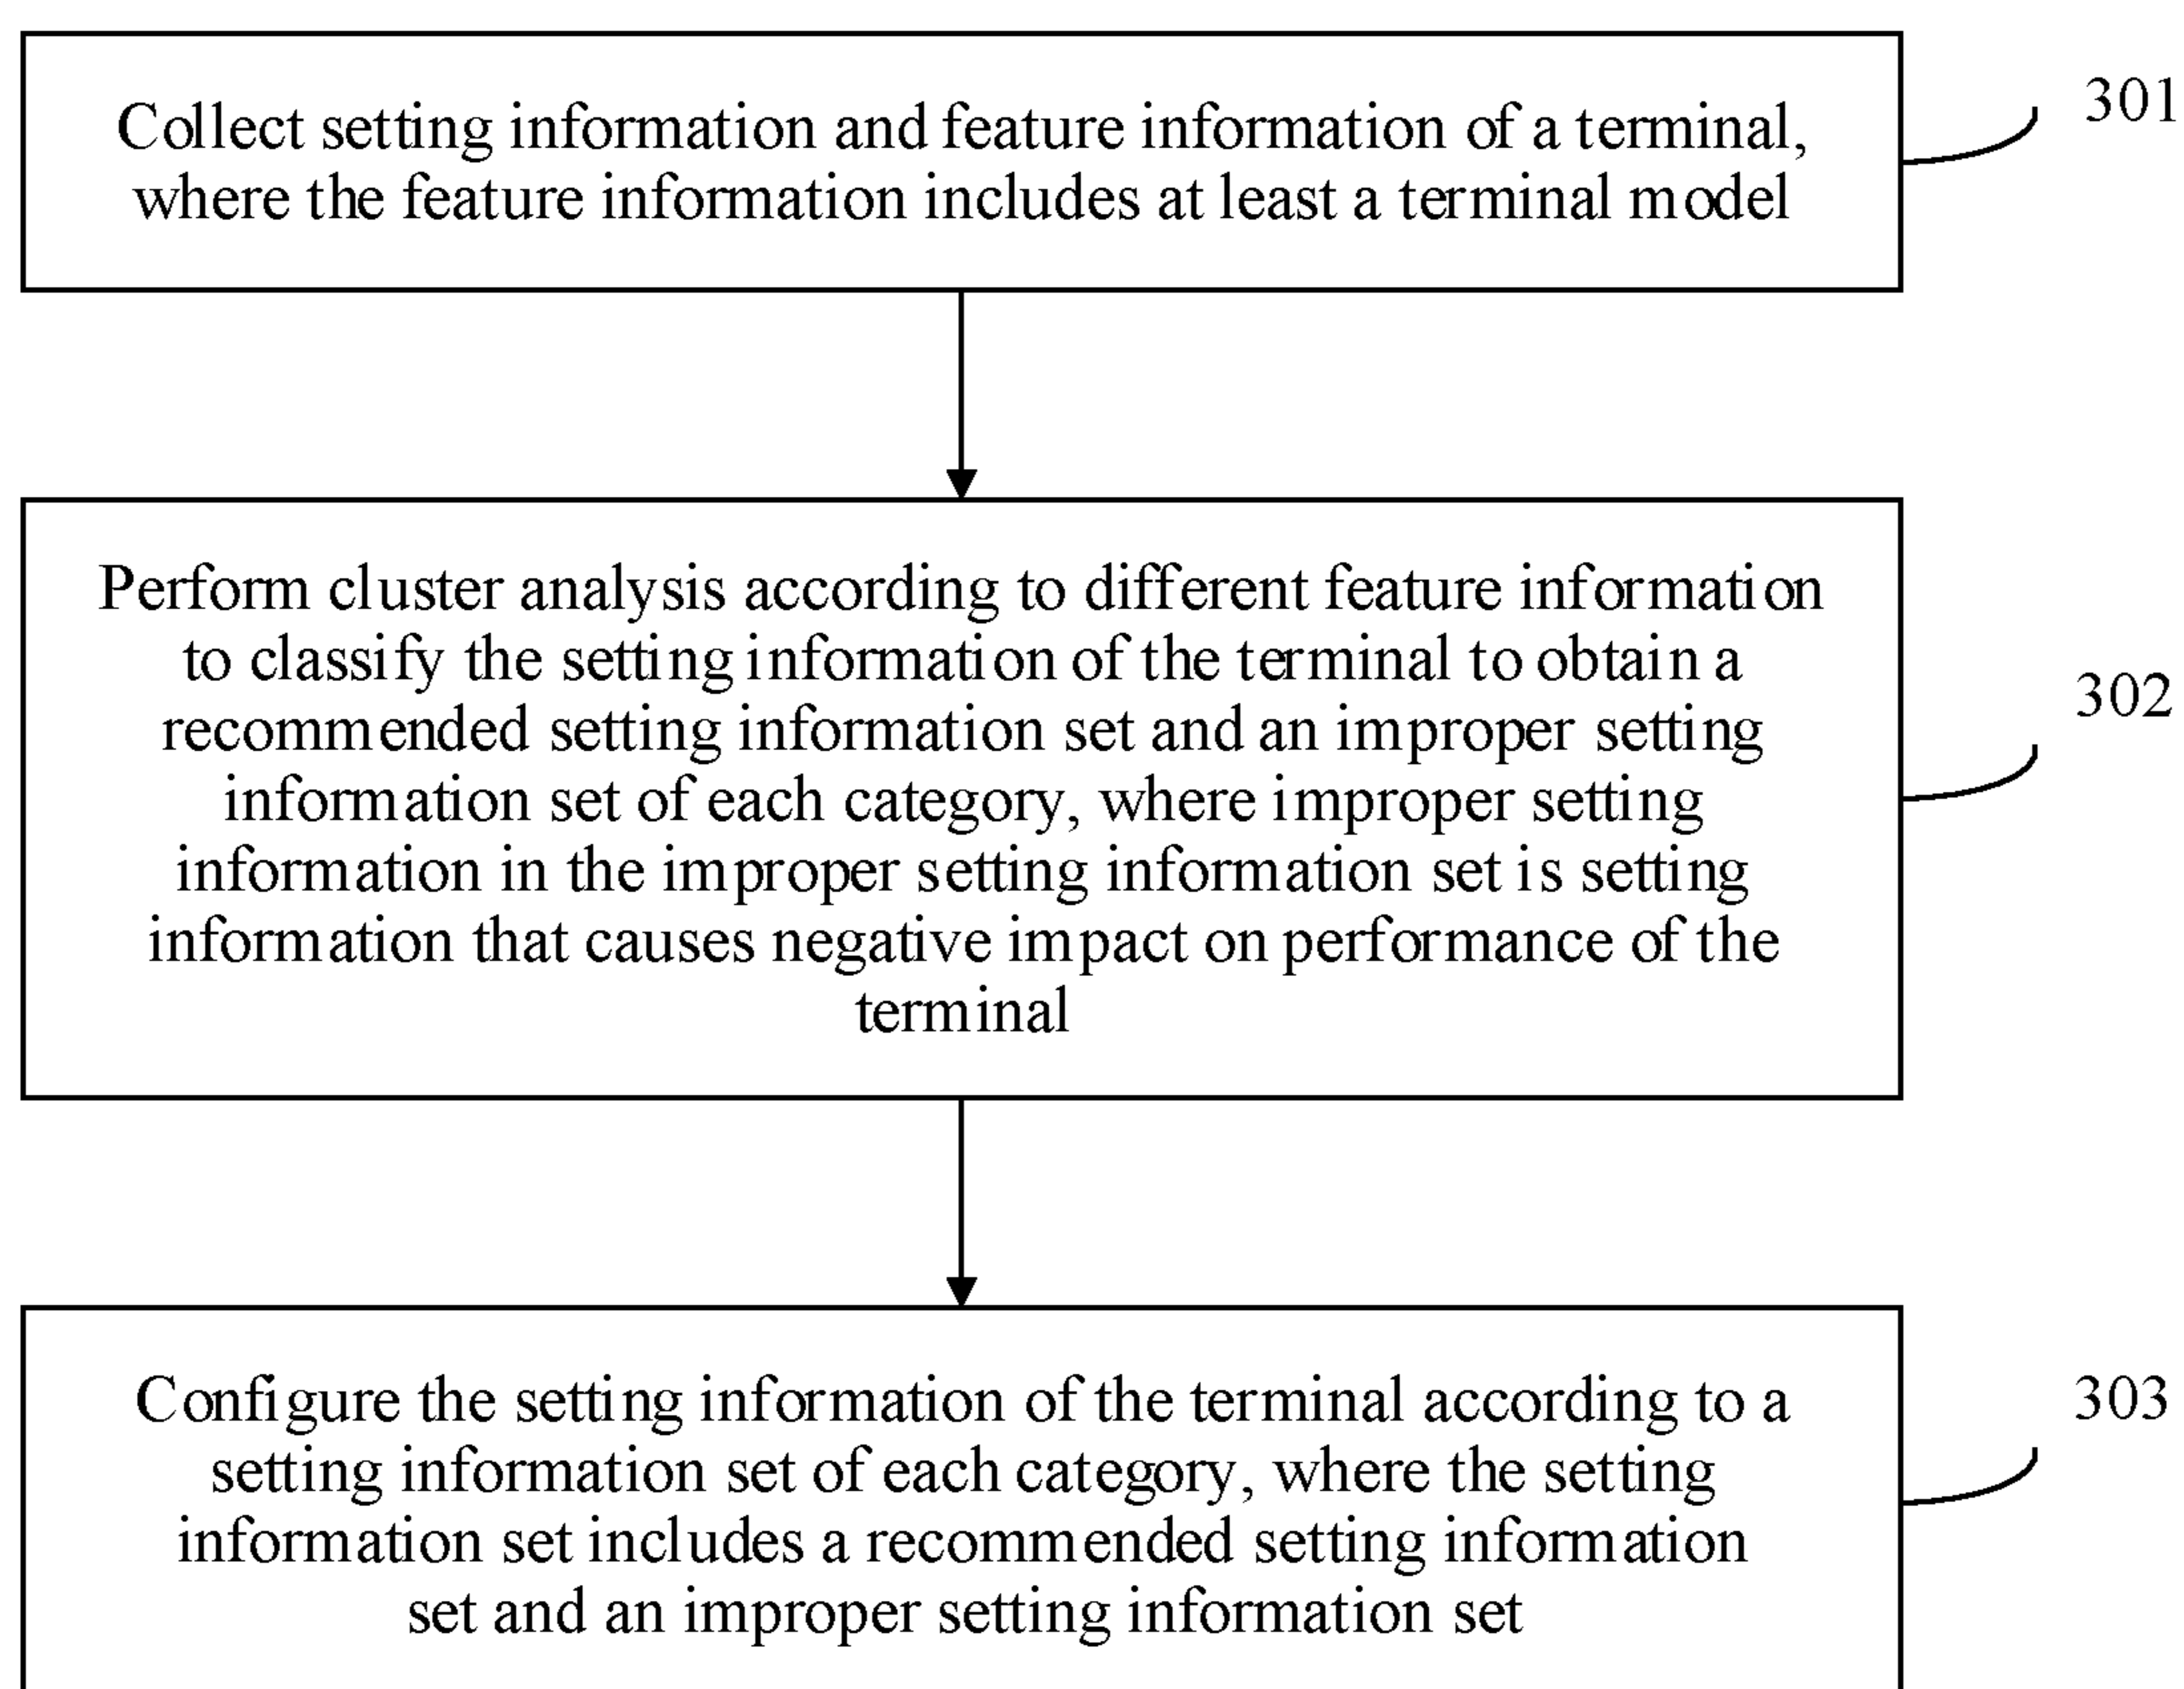 Collect setting information and feature information of a terminal,
where the feature information includes at least a terminal model
301
Perform cluster analysis according to different feature information
to classify the setting information of the terminal to obtain a
recommended setting information set and an improper setting
information set of each category, where improper setting
information in the improper setting information set is setting
information that causes negative impact on performance of the
terminal
302
Configure the setting information of the terminal according to a
setting information set of each category, where the setting
information set includes a recommended setting information
set and an improper setting information set
303